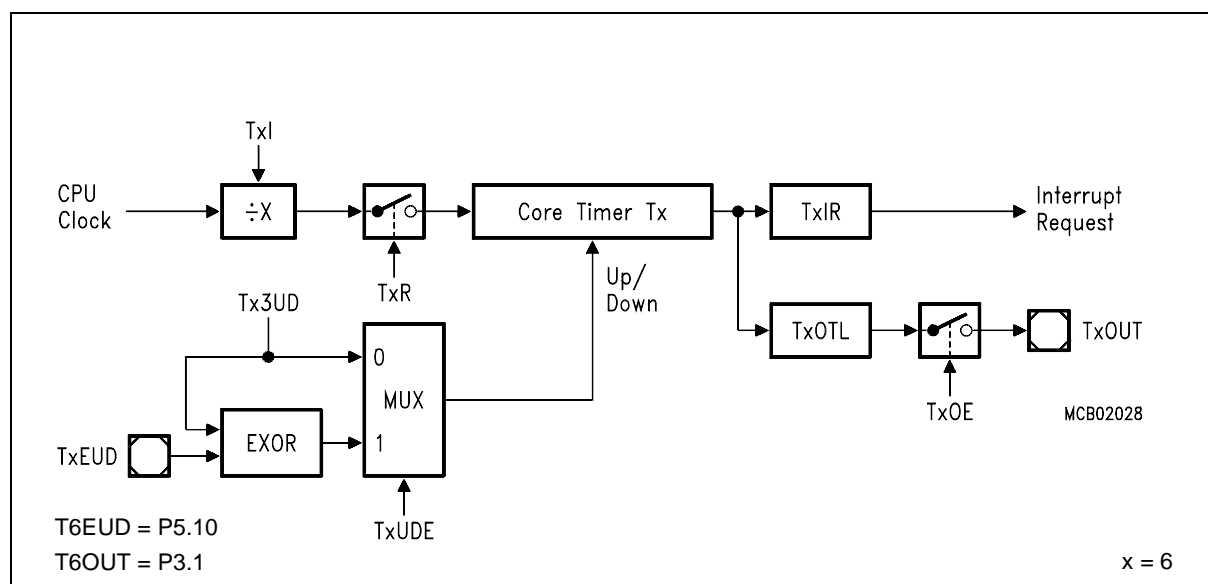 TxI
CPU
Clock
÷X
Core Timer Tx
TxIR
Interrupt
Request
TxR
Up/
Down
Tx3UD
0
MUX
1
TxOTL
TxOUT
TxOE
MCB02028
EXOR
TxEUD
TxUDE
T6EUD = P5.10
T6OUT = P3.1
x = 6